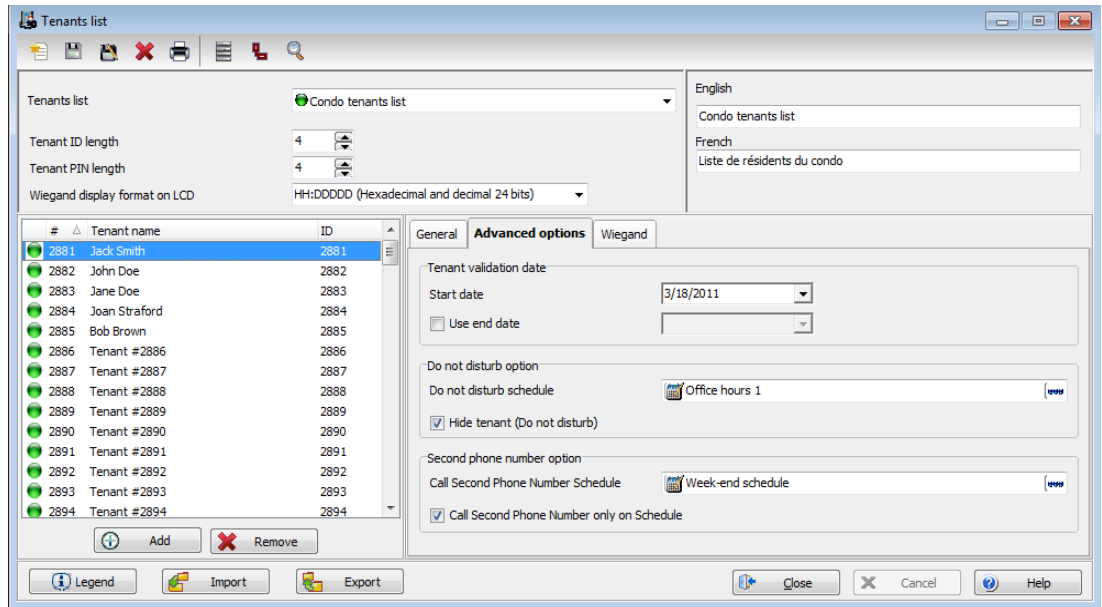 Tenants list
Tenants list
Condo tenants list
Tenant ID length
4
Tenant PIN length
4
Wiegand display format on LCD
HH:DDDDD (Hexadecimal and decimal 24 bits)
English
Condo tenants list
French
Liste de résidents du condo
# Tenant name ID
2881 Jack Smith 2881
2882 John Doe 2882
2883 Jane Doe 2883
2884 Joan Straford 2884
2885 Bob Brown 2885
2886 Tenant #2886 2886
2887 Tenant #2887 2887
2888 Tenant #2888 2888
2889 Tenant #2889 2889
2890 Tenant #2890 2890
2891 Tenant #2891 2891
2892 Tenant #2892 2892
2893 Tenant #2893 2893
2894 Tenant #2894 2894
Add Remove
General Advanced options Wiegand
Tenant validation date
Start date 3/18/2011
Use end date
Do not disturb option
Do not disturb schedule Office hours 1
Hide tenant (Do not disturb)
Second phone number option
Call Second Phone Number Schedule Week-end schedule
Call Second Phone Number only on Schedule
Legend Import Export Close Cancel Help